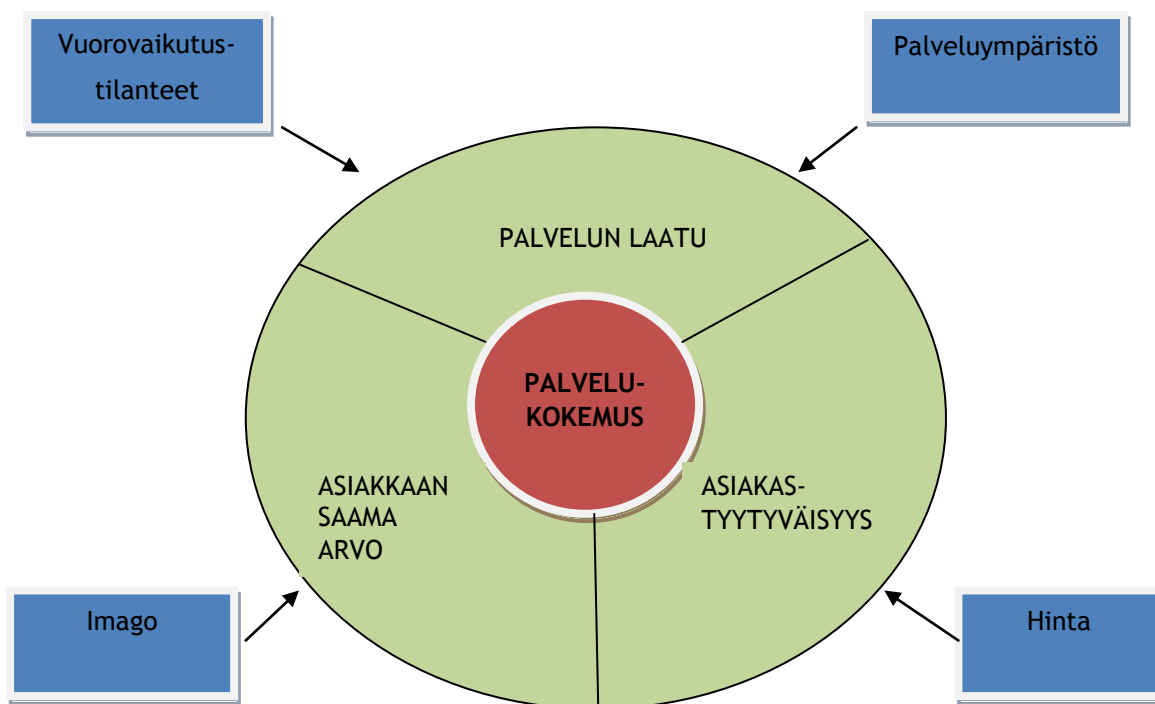 Vuorovaikutus-
tilanteet
Palveluympäristö
PALVELUN LAATU
PALVELU-
KOKEMUS
ASIAKKAAN
SAAMA
ARVO
ASIAKAS-
TYYTYVÄISYYS
Imago
Hinta